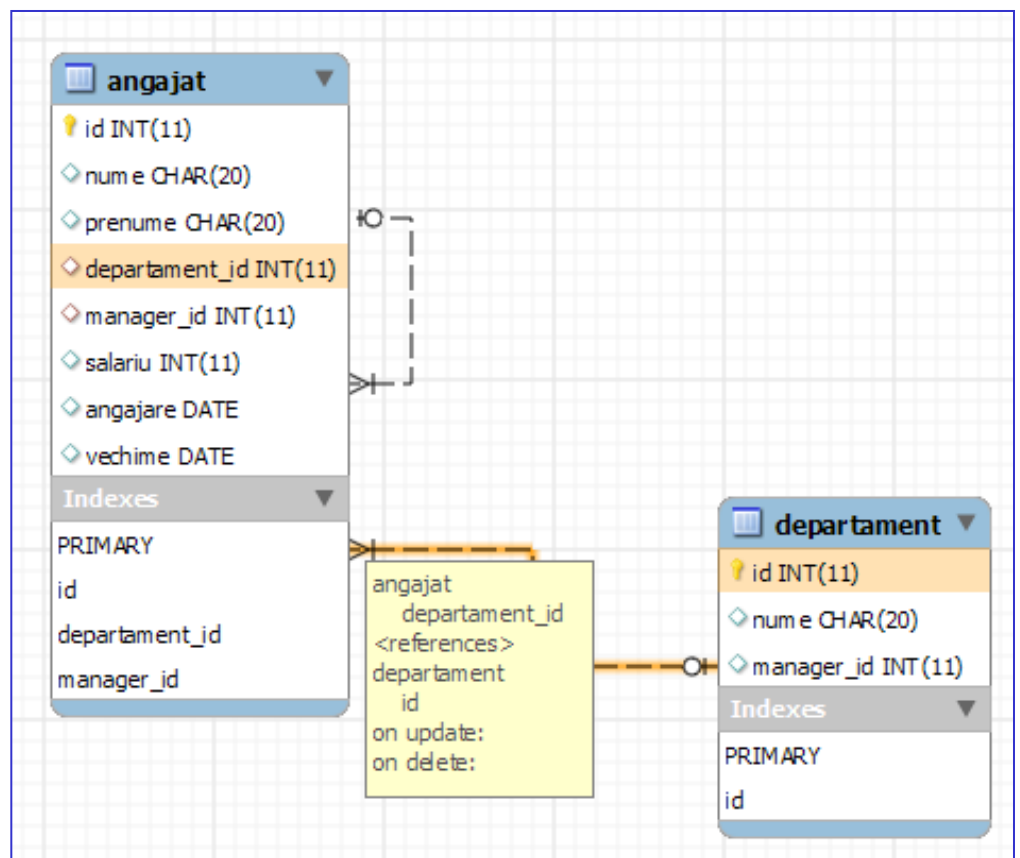 angajat
id INT(11)
nume CHAR(20)
prenume CHAR(20)
departament_id INT(11)
manager_id INT(11)
salariu INT(11)
angajare DATE
vechime DATE
Indexes
PRIMARY
id
departament_id
manager_id
angajat
departament_id
<references>
departament
id
on update:
on delete:
departament
id INT(11)
nume CHAR(20)
manager_id INT(11)
Indexes
PRIMARY
id